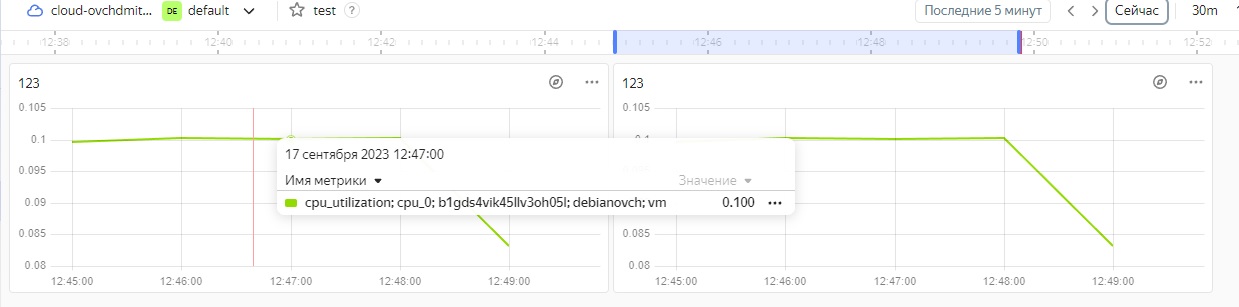 cloud-ovchdmit... DE default test ? Последние 5 минут Сейчас 30m
12:38 12:40 12:42 12:44 12:46 12:48 12:50 12:52
123 123
0.105 0.105
0.1 0.1
17 сентября 2023 12:47:00
0.095 0.095
Имя метрики Значение
0.09 0.09
cpu_utilization; cpu_0; b1gds4vik45llv3oh05l; debianovch; vm 0.100
0.085 0.085
0.08 0.08
12:45:00 12:46:00 12:47:00 12:48:00 12:49:00 12:45:00 12:46:00 12:47:00 12:48:00 12:49:00